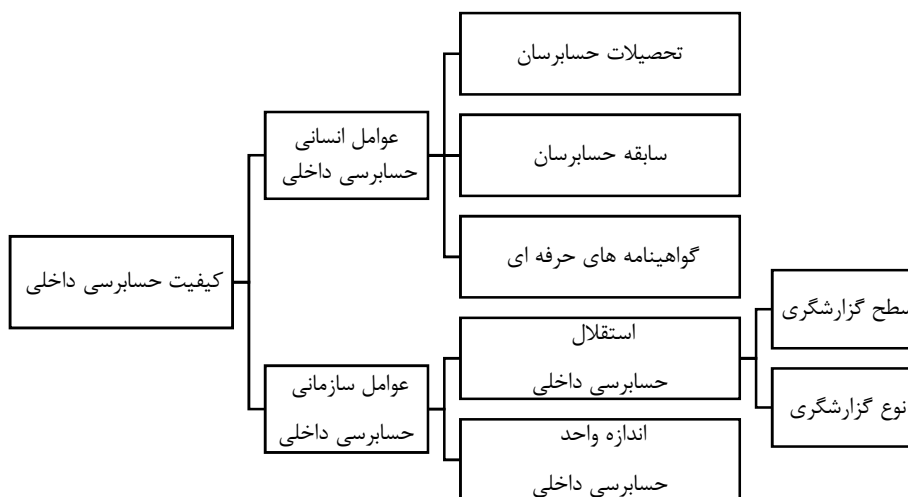 تحصیلات حسابرسان
عوامل انسانی
حسابرسی داخلی
سابقه حسابرسان
گواهینامه های حرفه ای
کیفیت حسابرسی داخلی
سطح گزارشگری
استقلال
حسابرسی داخلی
عوامل سازمانی
حسابرسی داخلی
نوع گزارشگری
اندازه واحد
حسابرسی داخلی